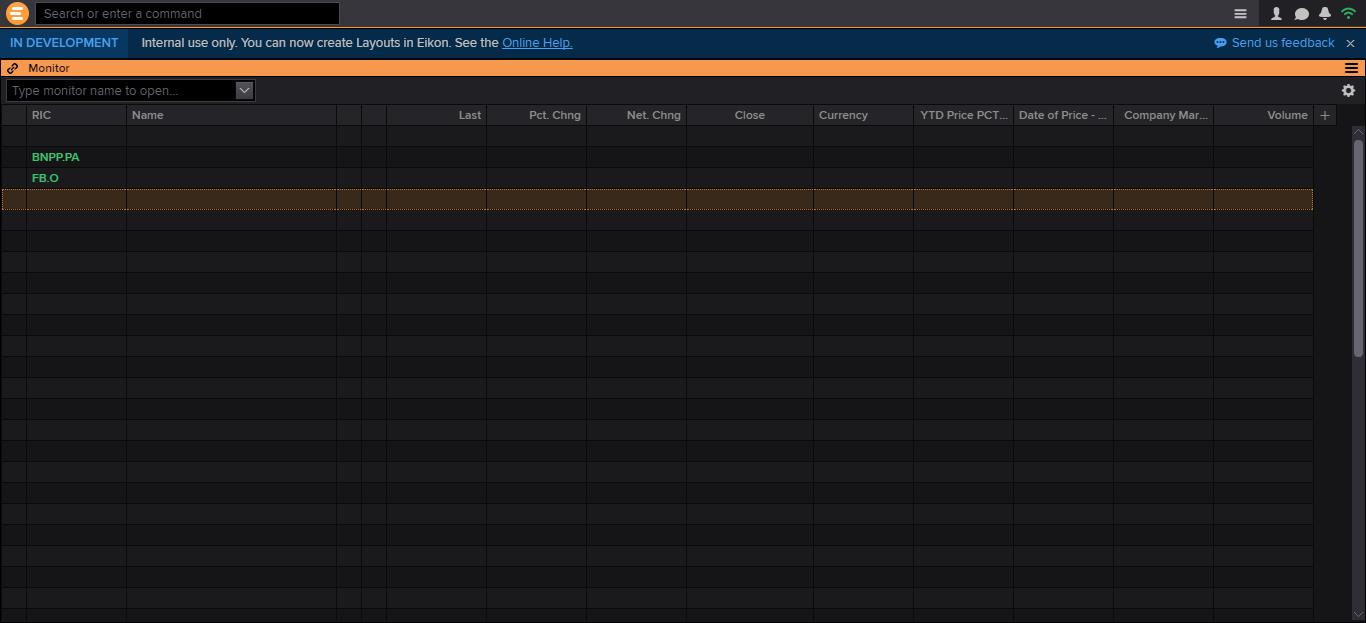 Search or enter a command
IN DEVELOPMENT Internal use only. You can now create Layouts in Eikon. See the Online Help. Send us feedback
Monitor
Type monitor name to open...
RIC Name Last Pct. Chng Net. Chng Close Currency YTD Price PCT... Date of Price - ... Company Mar... Volume +
BNPP.PA
FB.O